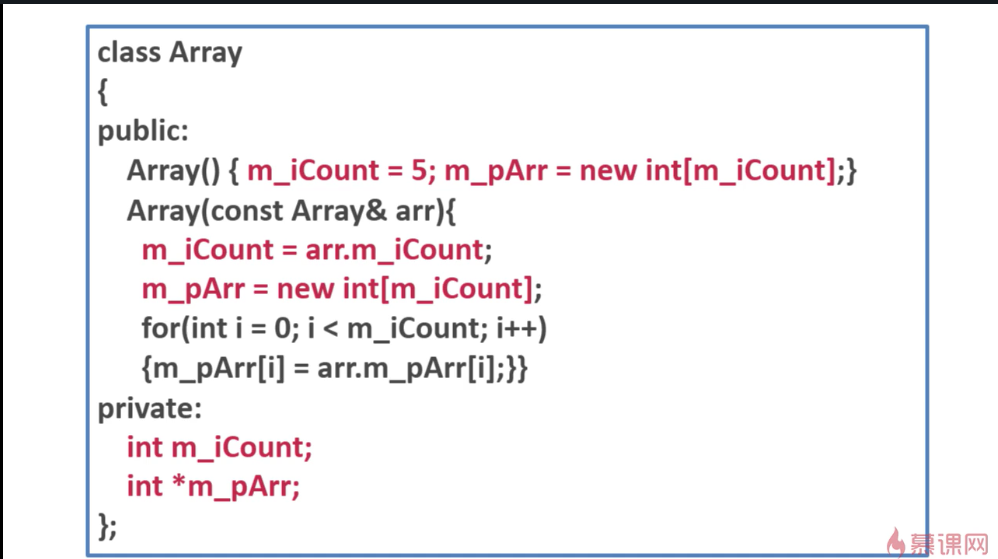 class Array
{
public:
Array() { m_iCount = 5; m_pArr = new int[m_iCount];}
Array(const Array& arr){
m_iCount = arr.m_iCount;
m_pArr = new int[m_iCount];
for(int i = 0; i < m_iCount; i++)
{m_pArr[i] = arr.m_pArr[i];}}
private:
int m_iCount;
int *m_pArr;
};
慕课网